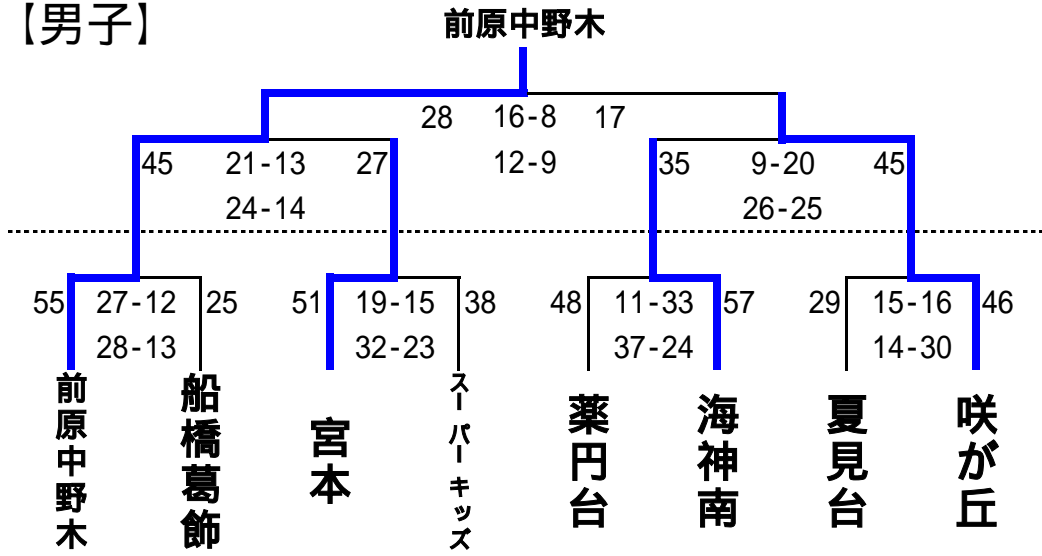 【男子】
前原中野木
28 16-8 17
12-9
45 21-13 27
24-14
35 9-20 45
26-25
55 27-12 25
28-13
51 19-15 38
32-23
48 11-33 57
37-24
29 15-16 46
14-30
前原中野木
船橋葛飾
宮本
スーパーキッズ
薬円台
海神南
夏見台
咲が丘